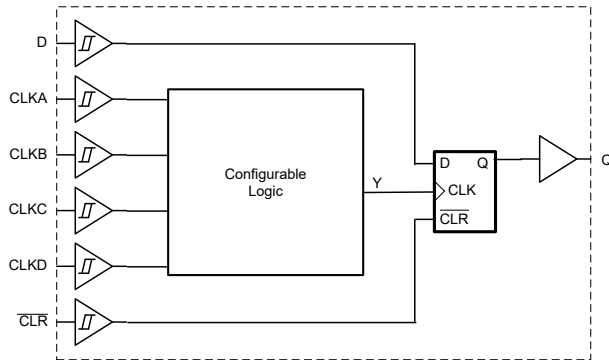 D
CLKA
CLKB
CLKC
CLKD
CLR
Configurable
Logic
Y
D Q
CLK
CLR
Q